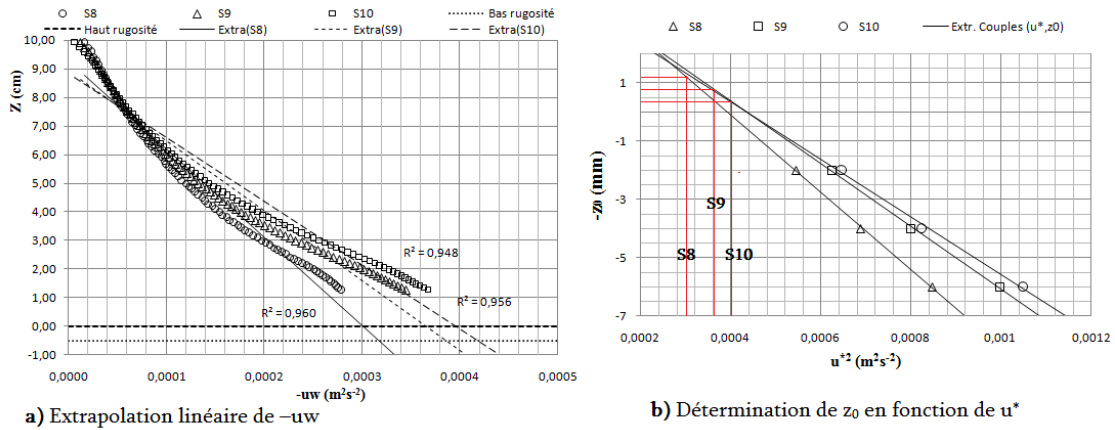 S8 S9 S10 Bas rugosité
Haut rugosité Extra(S8) Extra(S9) Extra(S10)
10,00
9,00
8,00
7,00
6,00
5,00
4,00
3,00
2,00
1,00
0,00
-1,00
Z (cm)
R² = 0,948
R² = 0,956
R² = 0,960
0,0000 0,0001 0,0002 0,0003 0,0004 0,0005
-uw (m²s⁻²)
a) Extrapolation linéaire de –uw
S8 S9 S10 Extr. Couples (u*,z0)
1
-1
-3
-5
-7
-z₀ (mm)
S9
S8 S10
0,0002 0,0004 0,0006 0,0008 0,001 0,0012
u*² (m²s⁻²)
b) Détermination de z₀ en fonction de u*